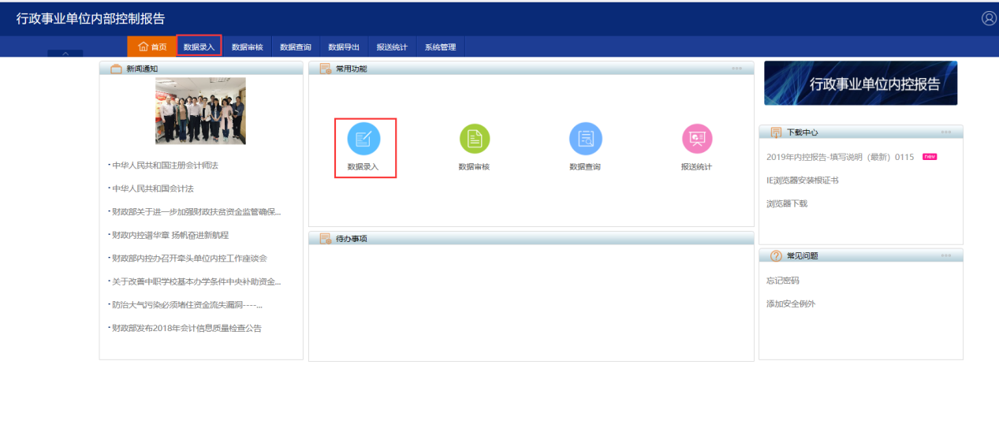 行政事业单位内部控制报告
首页 数据录入 数据审核 数据查询 数据导出 报送统计 系统管理
新闻通知
·中华人民共和国注册会计师法
·中华人民共和国会计法
·财政部关于进一步加强财政扶贫资金监管确保...
·财政内控谱华章 扬帆奋进新航程
·财政部内控办召开牵头单位内控工作座谈会
·关于改善中职学校基本办学条件中央补助资金...
·防治大气污染必须堵住资金流失漏洞----...
·财政部发布2018年会计信息质量检查公告
常用功能
数据录入 数据审核 数据查询 报送统计
待办事项
行政事业单位内控报告
下载中心
2019年内控报告-填写说明（最新）0115 new
IE浏览器安装根证书
浏览器下载
常见问题
忘记密码
添加安全例外